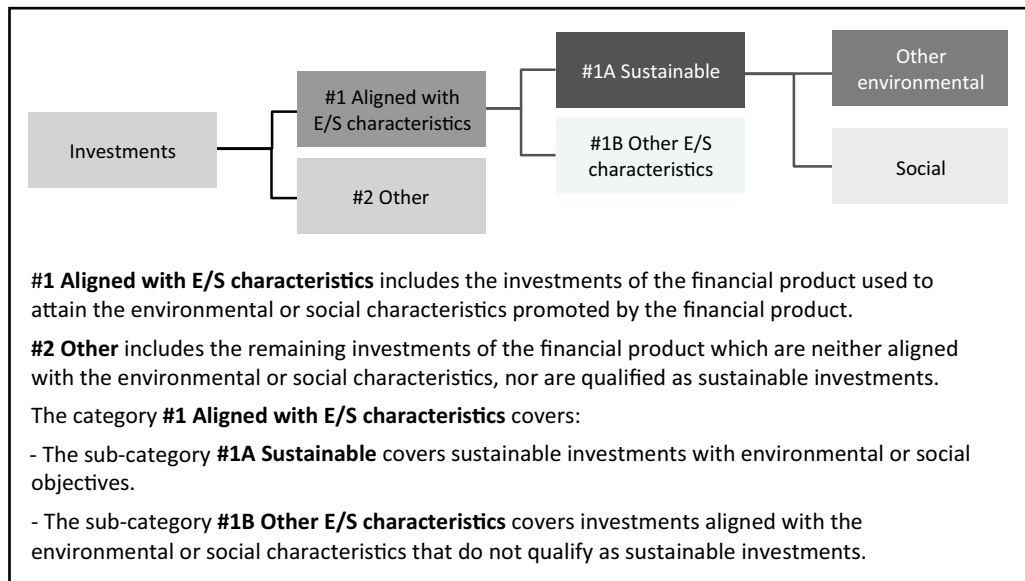 Investments
#1 Aligned with
E/S characteristics
#2 Other
#1A Sustainable
#1B Other E/S
characteristics
Other
environmental
Social
#1 Aligned with E/S characteristics includes the investments of the financial product used to
attain the environmental or social characteristics promoted by the financial product.
#2 Other includes the remaining investments of the financial product which are neither aligned
with the environmental or social characteristics, nor are qualified as sustainable investments.
The category #1 Aligned with E/S characteristics covers:
- The sub-category #1A Sustainable covers sustainable investments with environmental or social
objectives.
- The sub-category #1B Other E/S characteristics covers investments aligned with the
environmental or social characteristics that do not qualify as sustainable investments.